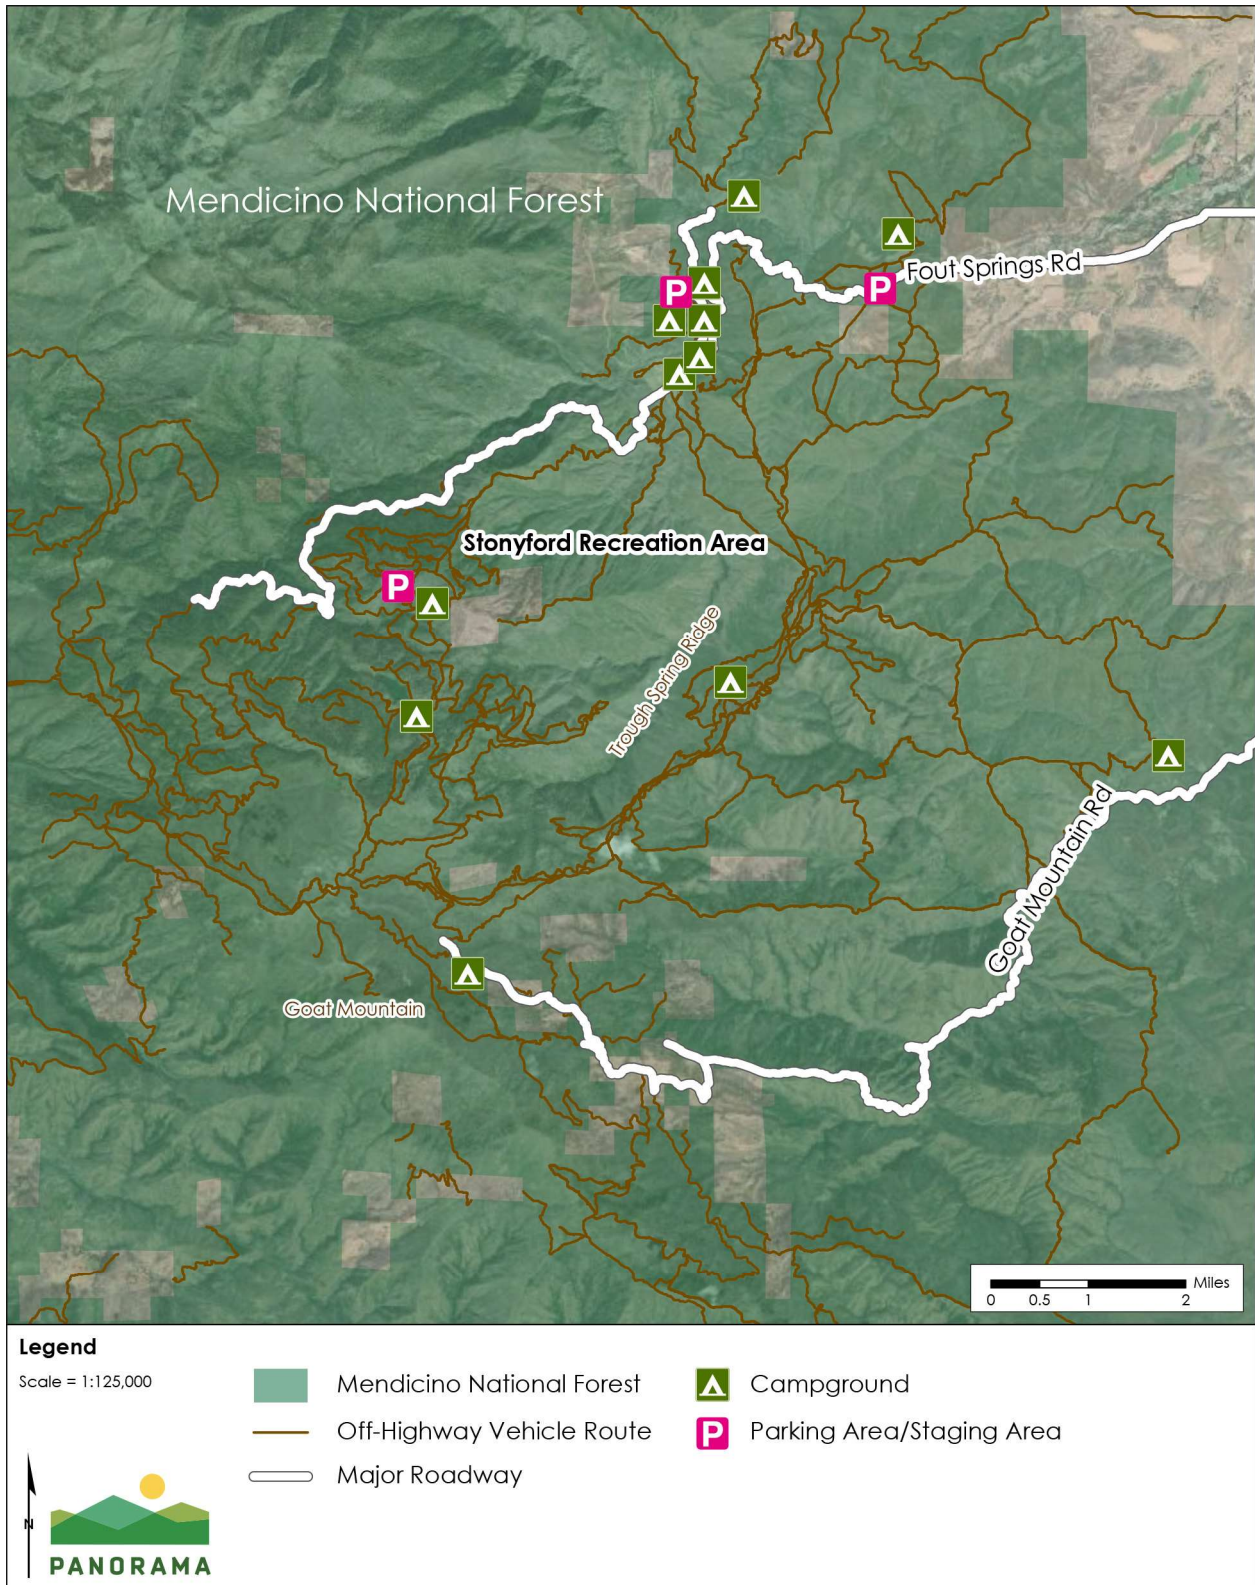 Mendicino National Forest
Fout Springs Rd
P
P
Stonyford Recreation Area
P
Trough Spring Ridge
Goat Mountain Rd
Goat Mountain
Miles
0 0.5 1 2
Legend
Scale = 1:125,000
Mendicino National Forest
Campground
Off-Highway Vehicle Route
P Parking Area/Staging Area
Major Roadway
N
PANORAMA